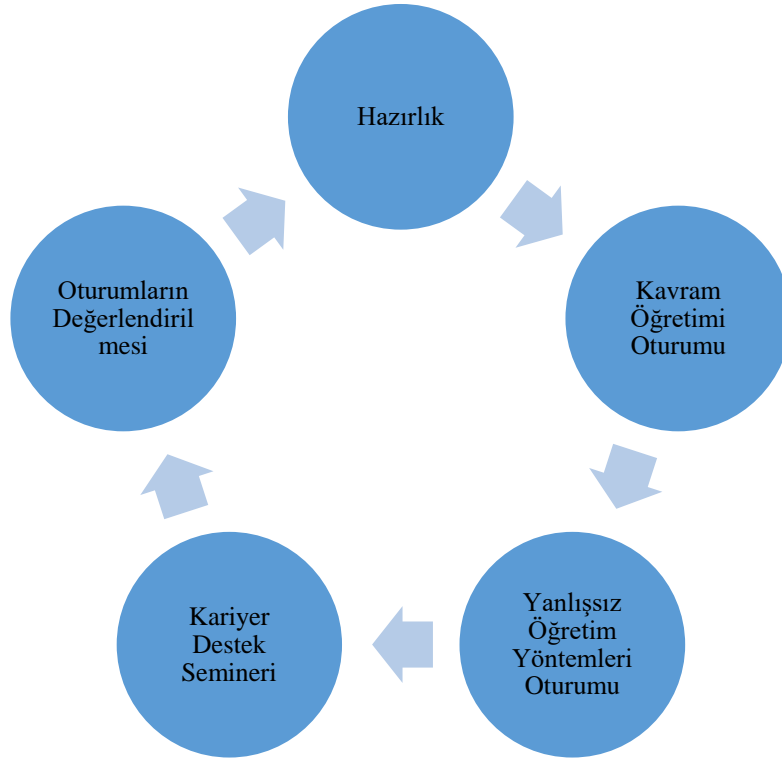 Hazırlık
Kavram
Öğretimi
Oturumu
Yanlışsız
Öğretim
Yöntemleri
Oturumu
Kariyer
Destek
Semineri
Oturumların
Değerlendiril
mesi